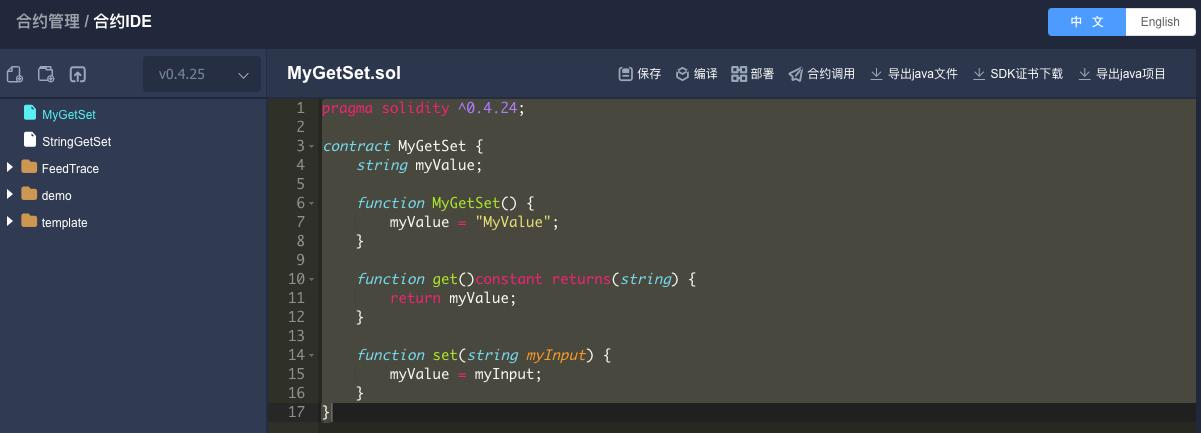 合约管理 / 合约IDE
中 文 English
v0.4.25
MyGetSet.sol 保存 编译 部署 合约调用 导出java文件 SDK证书下载 导出java项目
MyGetSet
StringGetSet
FeedTrace
demo
template
1 pragma solidity ^0.4.24;
2
3 contract MyGetSet {
4     string myValue;
5
6     function MyGetSet() {
7         myValue = "MyValue";
8     }
9
10     function get()constant returns(string) {
11         return myValue;
12     }
13
14     function set(string myInput) {
15         myValue = myInput;
16     }
17 }